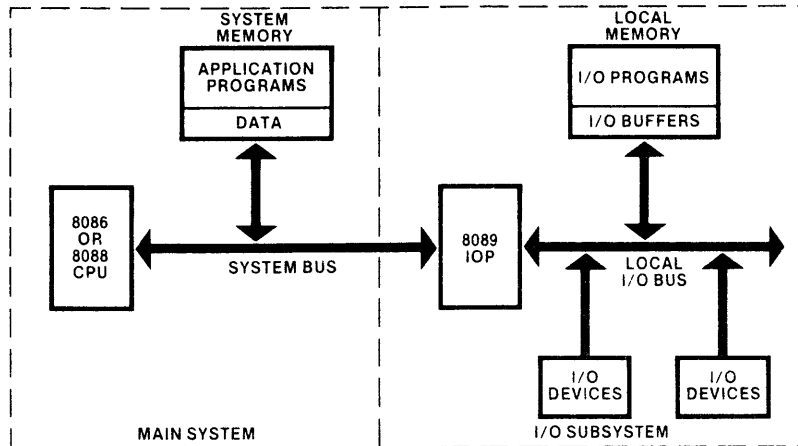 SYSTEM
MEMORY
APPLICATION
PROGRAMS
DATA
8086
OR
8088
CPU
SYSTEM BUS
MAIN SYSTEM
LOCAL
MEMORY
I/O PROGRAMS
I/O BUFFERS
8089
IOP
LOCAL
I/O BUS
I/O
DEVICES
I/O
DEVICES
I/O SUBSYSTEM